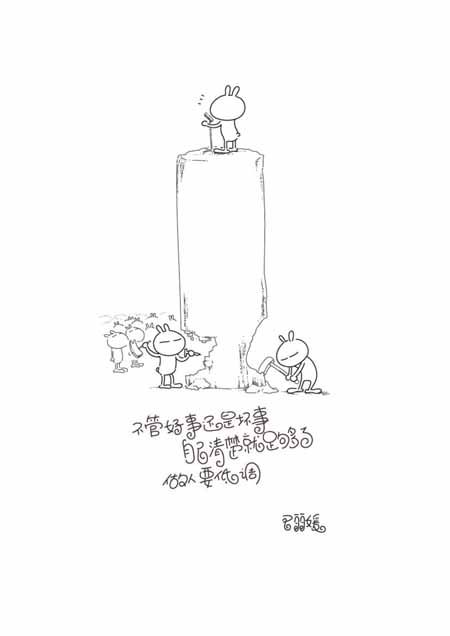 不管好事还是坏事
自己清楚就足够了
做人要低调